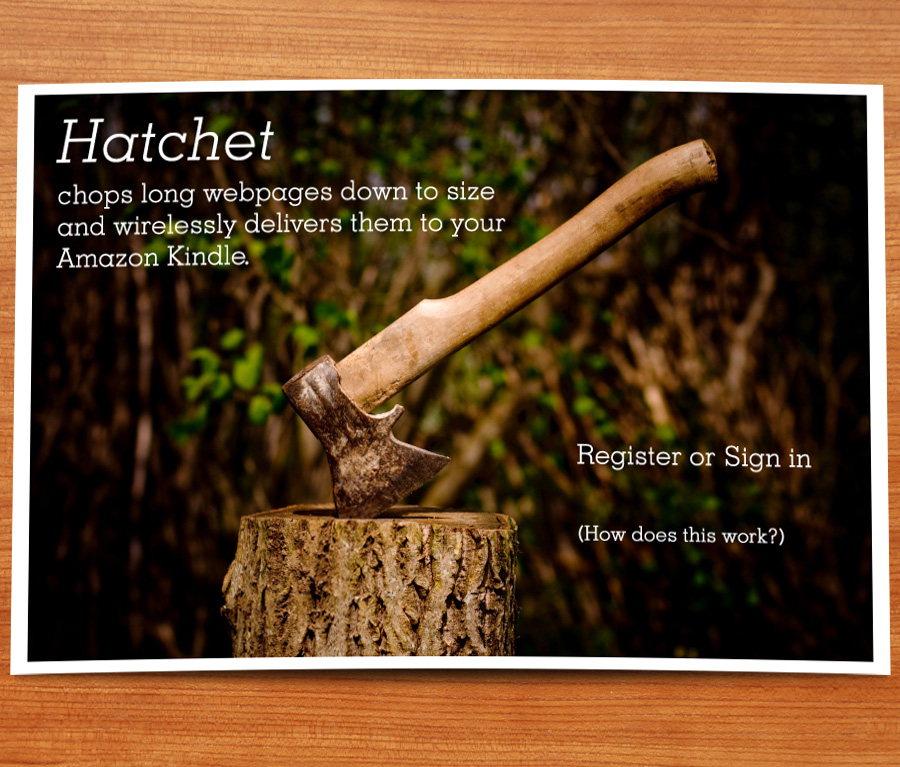 Hatchet
chops long webpages down to size
and wirelessly delivers them to your
Amazon Kindle.
Register or Sign in
(How does this work?)